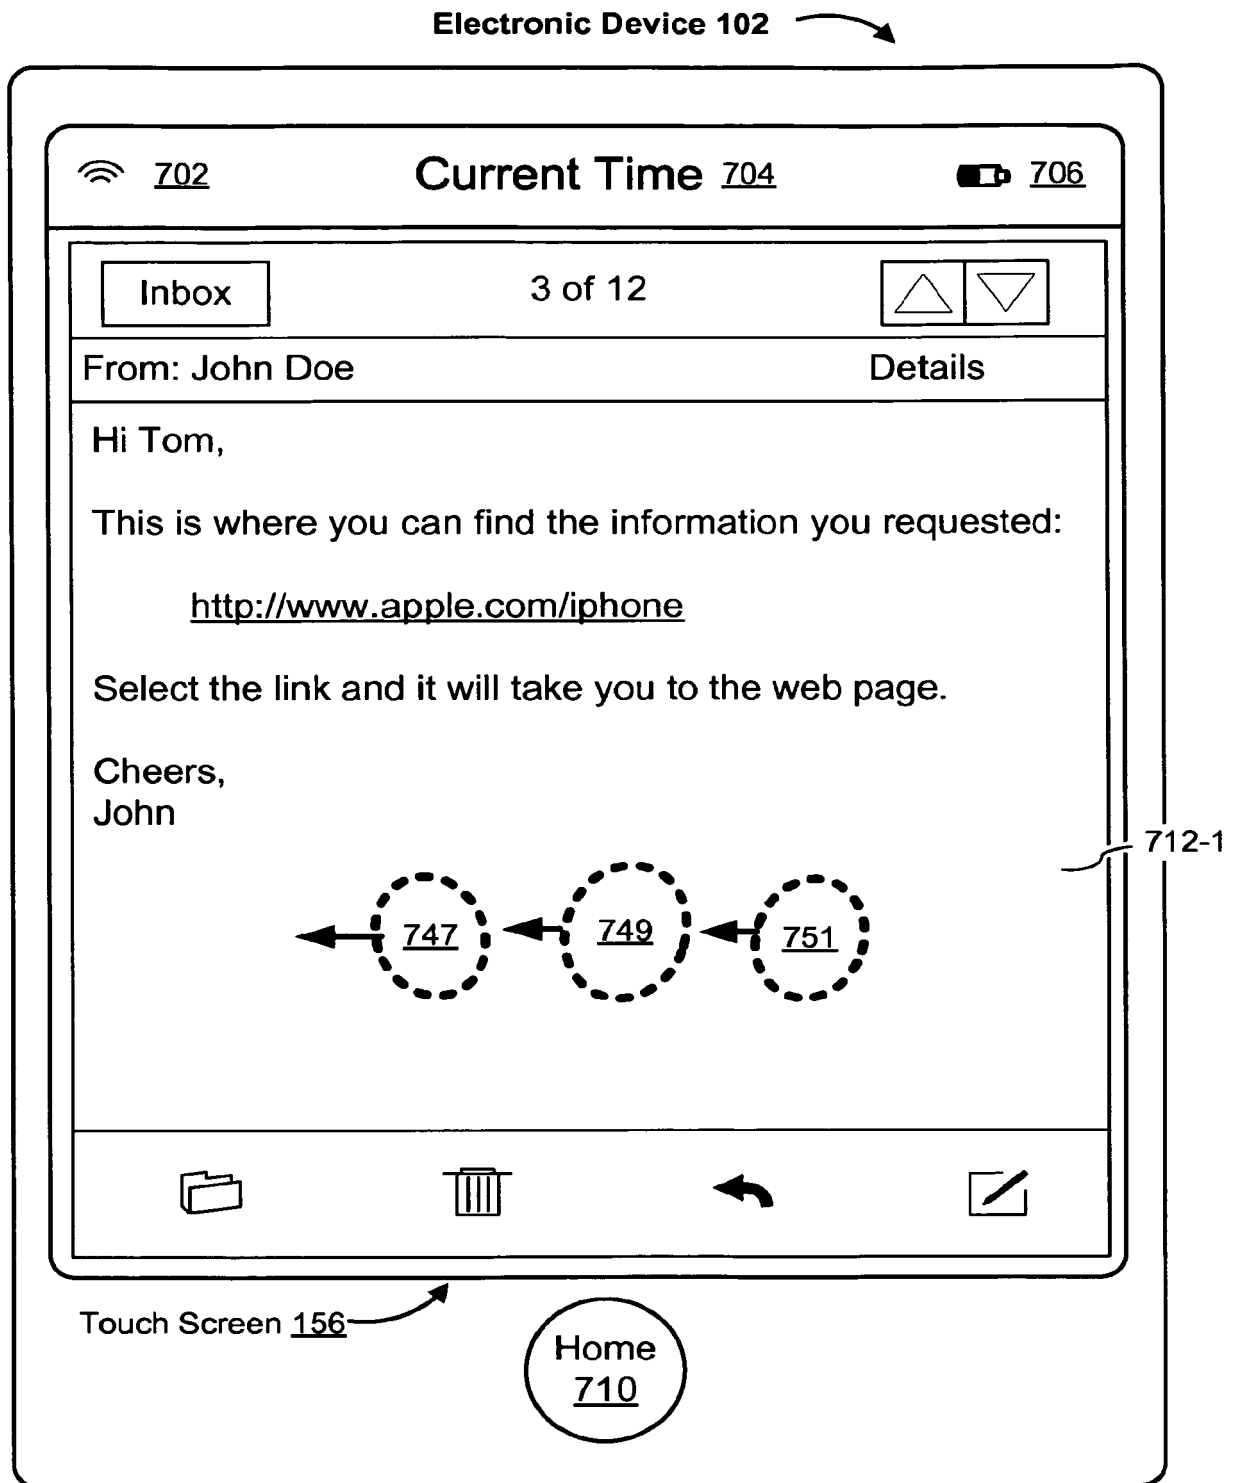 Electronic Device 102
702 Current Time 704 706
Inbox 3 of 12
From: John Doe Details
Hi Tom,
This is where you can find the information you requested:
http://www.apple.com/iphone
Select the link and it will take you to the web page.
Cheers,
John
712-1
747 749 751
Touch Screen 156
Home
710